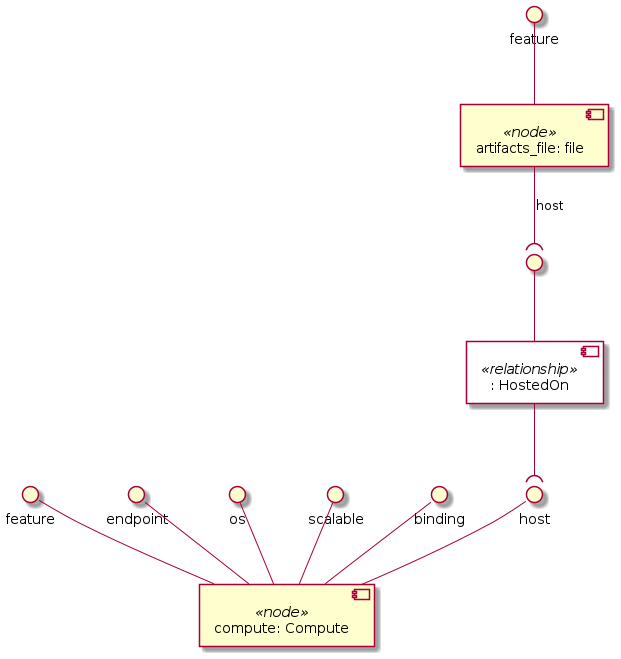 feature
«node»
artifacts_file: file
host
«relationship»
: HostedOn
feature
endpoint
os
scalable
binding
host
«node»
compute: Compute